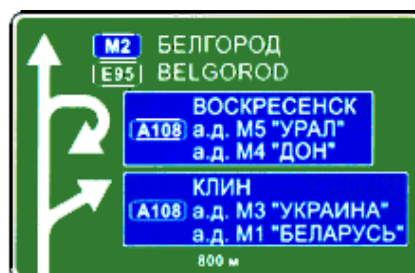 M2 БЕЛГОРОД
E95 BELGOROD
ВОСКРЕСЕНСК
A108 а.д. М5 "УРАЛ"
а.д. М4 "ДОН"
КЛИН
A108 а.д. М3 "УКРАИНА"
а.д. М1 "БЕЛАРУСЬ"
800 м